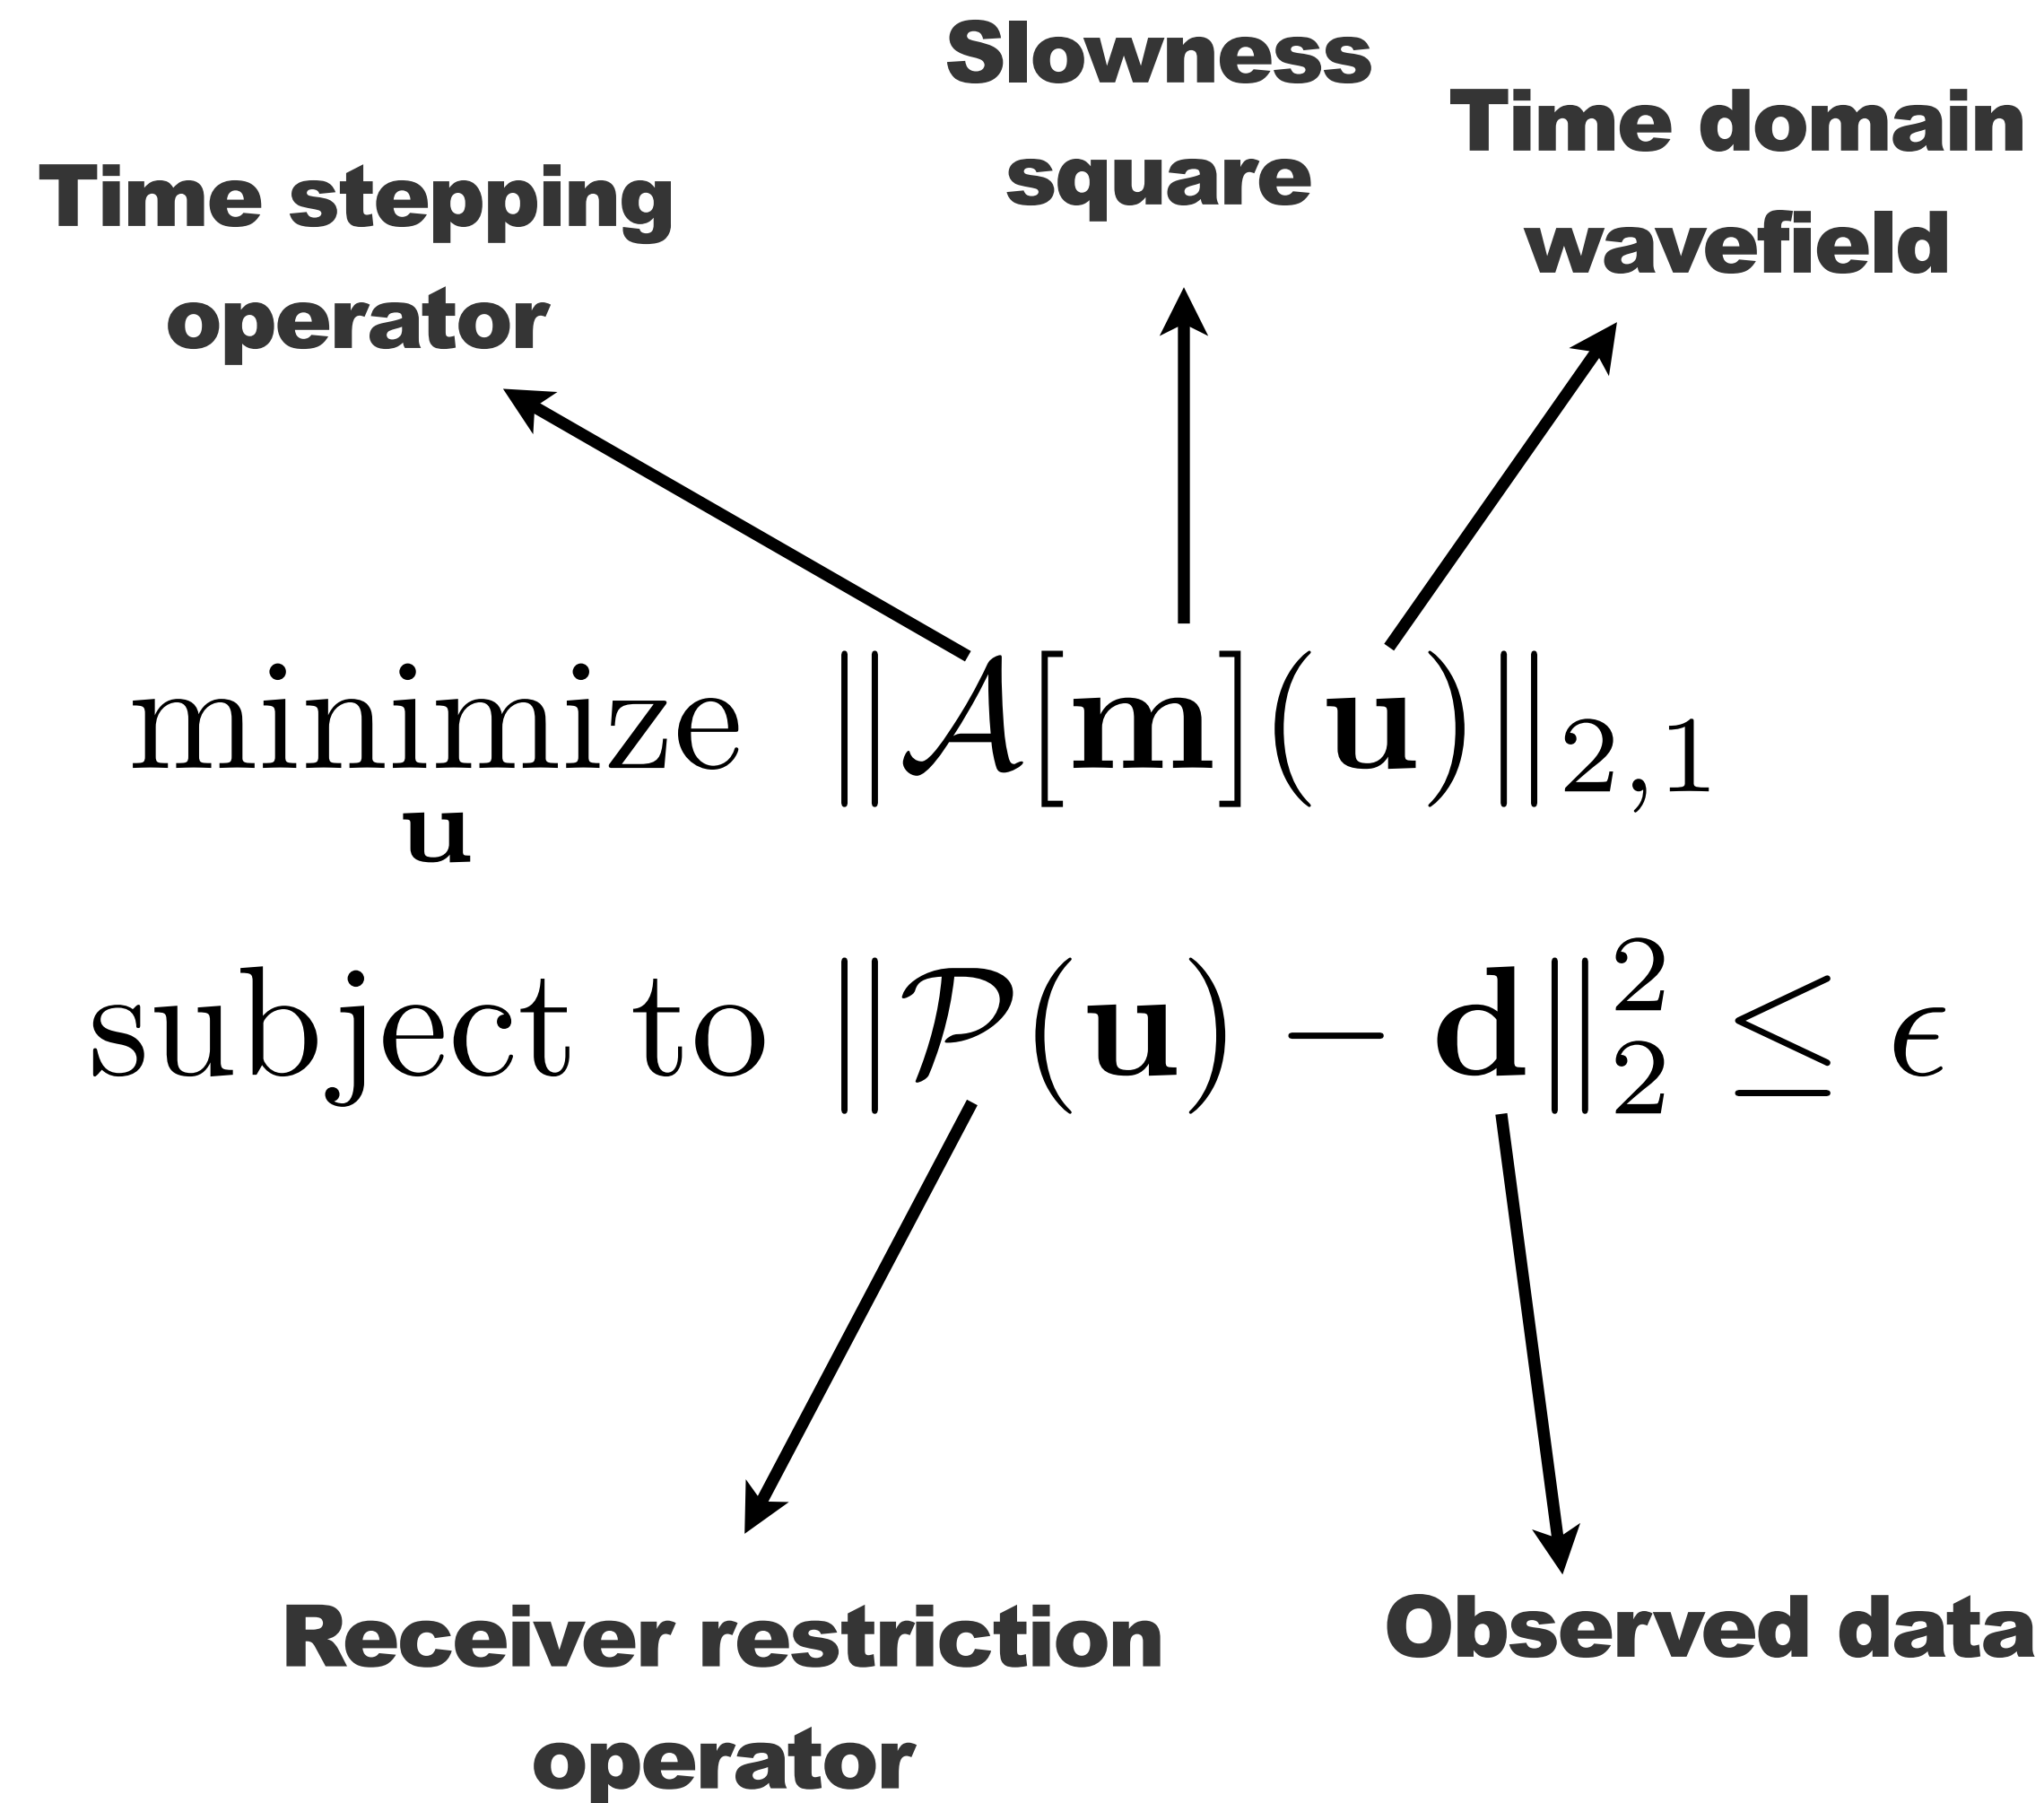 Slowness
square
Time domain
wavefield
Time stepping
operator
minimize ‖𝒜[𝐦](𝐮)‖₂,₁
𝐮
subject to ‖𝒫(𝐮) − 𝐝‖₂² ≤ ϵ
Receiver restriction
operator
Observed data